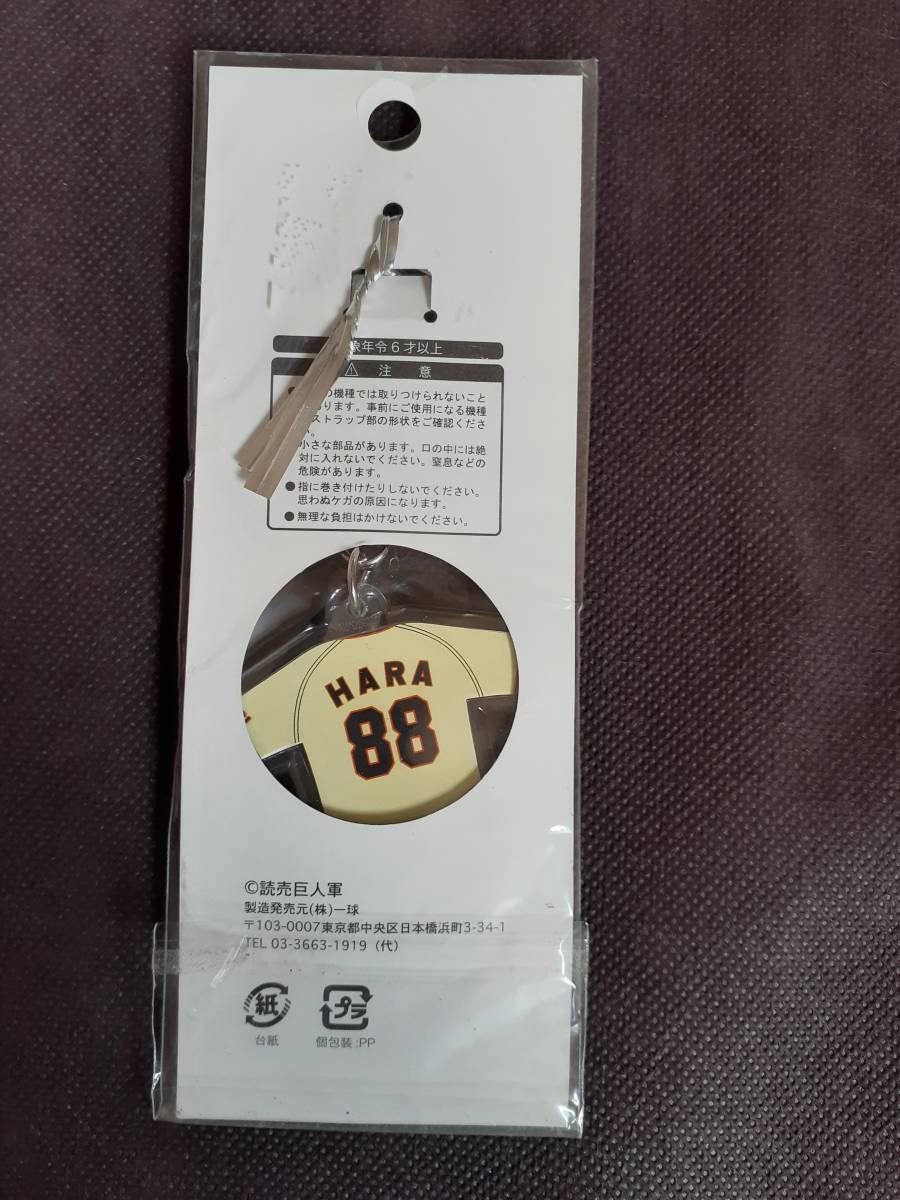 象年令6才以上
⚠ 注 意
の機種では取りつけられないこと
ります。事前にご使用になる機種
ストラップ部の形状をご確認くださ
い。
小さな部品があります。口の中には絶
対に入れないでください。窒息などの
危険があります。
●指に巻き付けたりしないでください。
思わぬケガの原因になります。
●無理な負担はかけないでください。
HARA
88
©読売巨人軍
製造発売元(株)一球
〒103-0007東京都中央区日本橋浜町3-34-1
TEL 03-3663-1919（代）
紙 プラ
台紙 個包装:PP